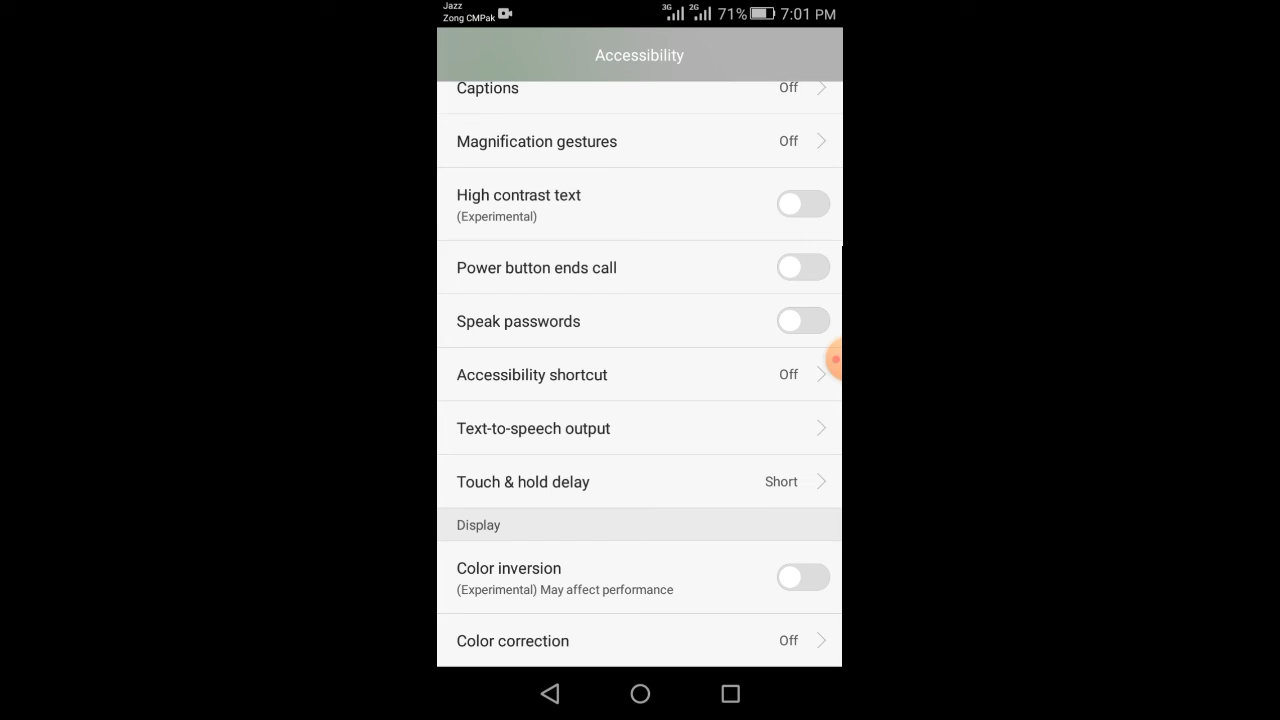 Jazz
Zong CMPak
3G 2G 71% 7:01 PM
Accessibility
Captions Off
Magnification gestures Off
High contrast text
(Experimental)
Power button ends call
Speak passwords
Accessibility shortcut Off
Text-to-speech output
Touch & hold delay Short
Display
Color inversion
(Experimental) May affect performance
Color correction Off